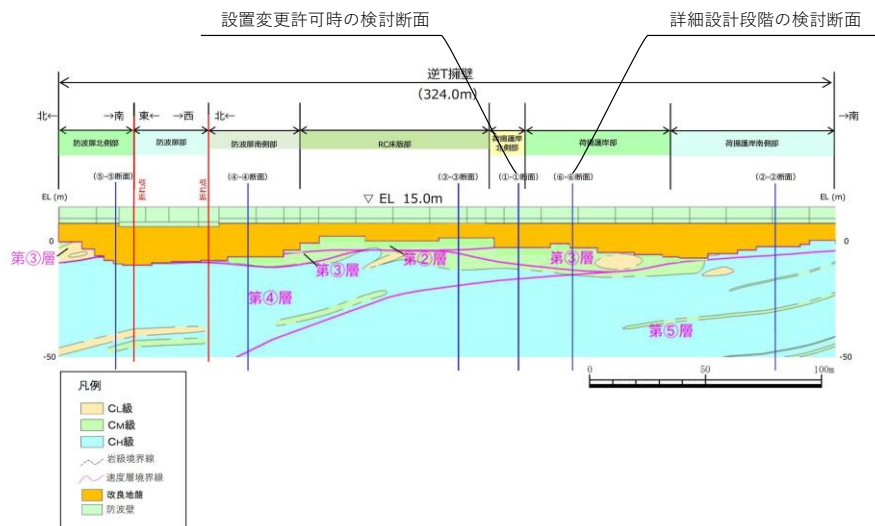 設置変更許可時の検討断面
詳細設計段階の検討断面
逆T擁壁
(324.0m)
北←
→南
東←
→西
北←
→南
防波扉北側部
防波扉部
防波扉南側部
RC床版部
荷揚護岸
北側部
荷揚護岸部
荷揚護岸南側部
(⑤-⑤断面)
(④-④断面)
(③-③断面)
(①-①断面)
(⑥-⑥断面)
(②-②断面)
EL (m)
▽ EL 15.0m
EL (m)
0
0
第③層
第③層
第②層
第③層
第④層
第⑤層
-50
-50
0
50
100m
凡例
CL級
CM級
CH級
岩級境界線
速度層境界線
改良地盤
防波壁